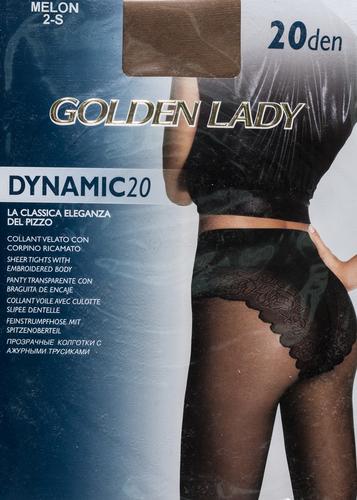 MELON
2-S
20den
GOLDEN LADY
DYNAMIC20
LA CLASSICA ELEGANZA
DEL PIZZO
COLLANT VELATO CON
CORPINO RICAMATO
SHEER TIGHTS WITH
EMBROIDERED BODY
PANTY TRANSPARENTE CON
BRAGUITA DE ENCAJE
COLLANT VOILE AVEC CULOTTE
SLIPEE DENTELLE
FEINSTRUMPFHOSE MIT
SPITZENOBERTEIL
ПРОЗРАЧНЫЕ КОЛГОТКИ С
АЖУРНЫМИ ТРУСИКАМИ